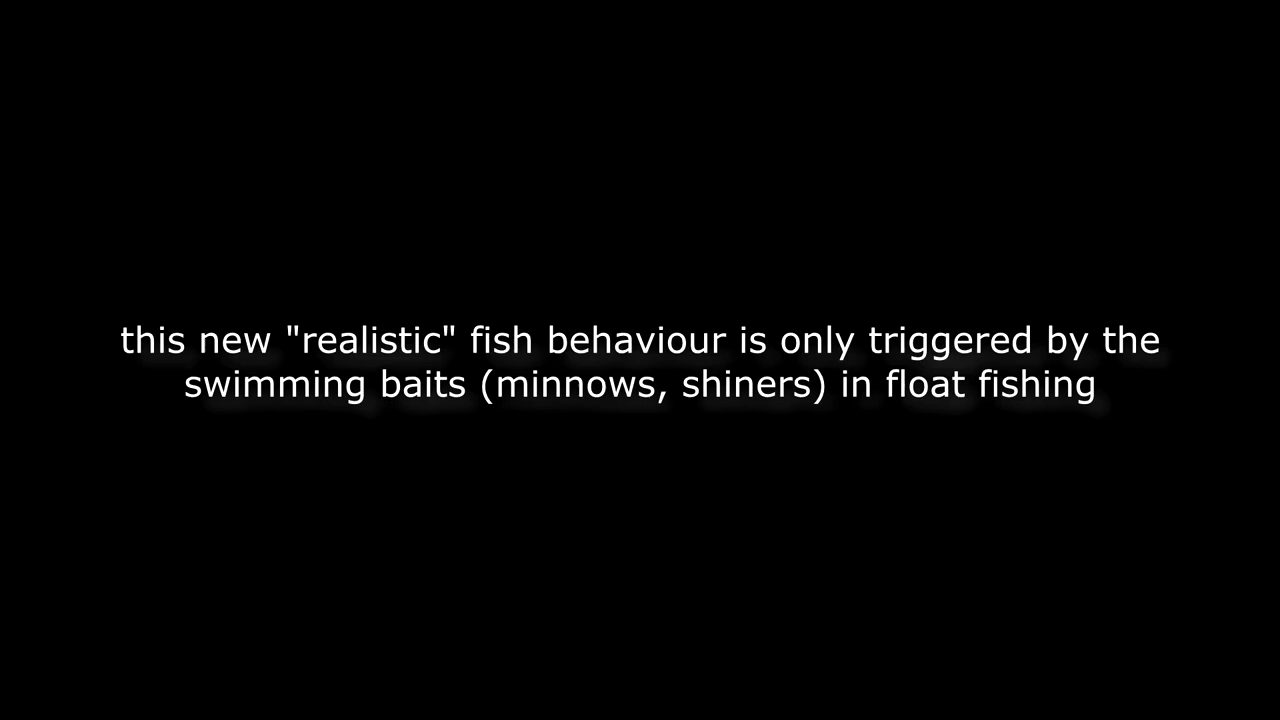 this new "realistic" fish behaviour is only triggered by the
swimming baits (minnows, shiners) in float fishing